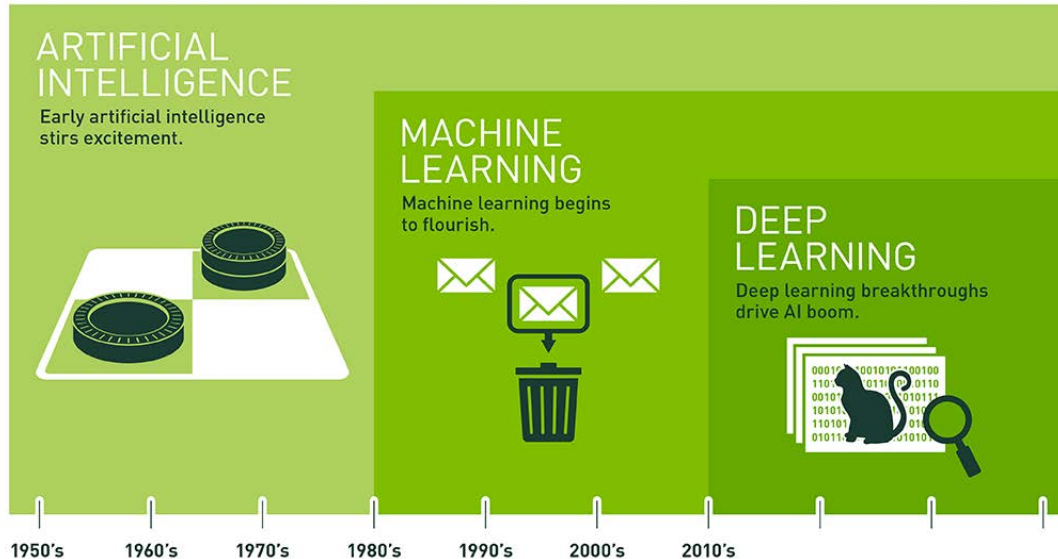 ARTIFICIAL
INTELLIGENCE
Early artificial intelligence
stirs excitement.
MACHINE
LEARNING
Machine learning begins
to flourish.
DEEP
LEARNING
Deep learning breakthroughs
drive AI boom.
1950's 1960's 1970's 1980's 1990's 2000's 2010's